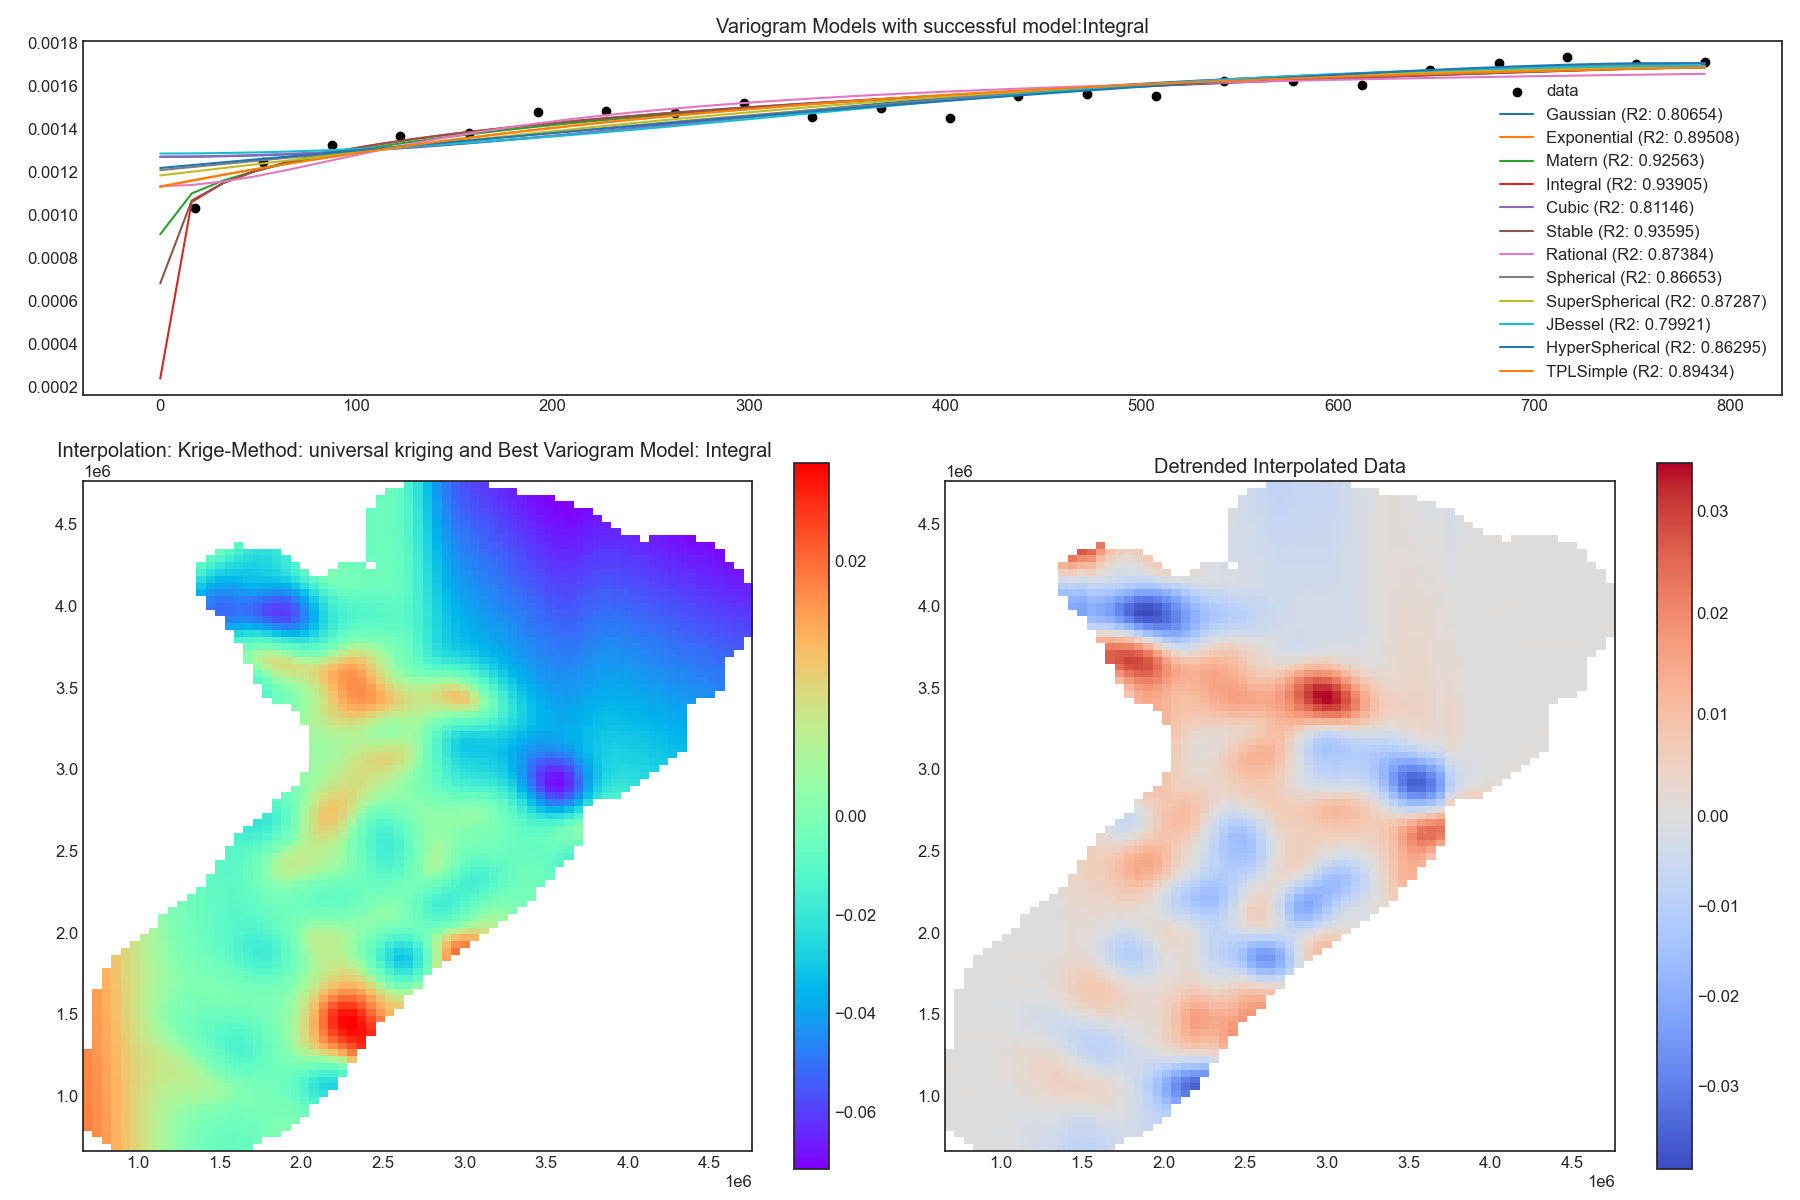 Variogram Models with successful model:Integral
0.0018
0.0016
0.0014
0.0012
0.0010
0.0008
0.0006
0.0004
0.0002
data
Gaussian (R2: 0.80654)
Exponential (R2: 0.89508)
Matern (R2: 0.92563)
Integral (R2: 0.93905)
Cubic (R2: 0.81146)
Stable (R2: 0.93595)
Rational (R2: 0.87384)
Spherical (R2: 0.86653)
SuperSpherical (R2: 0.87287)
JBessel (R2: 0.79921)
HyperSpherical (R2: 0.86295)
TPLSimple (R2: 0.89434)
0 100 200 300 400 500 600 700 800
Interpolation: Krige-Method: universal kriging and Best Variogram Model: Integral
1e6
4.5
4.0
3.5
3.0
2.5
2.0
1.5
1.0
1.0 1.5 2.0 2.5 3.0 3.5 4.0 4.5
1e6
0.02
0.00
−0.02
−0.04
−0.06
Detrended Interpolated Data
1e6
4.5
4.0
3.5
3.0
2.5
2.0
1.5
1.0
1.0 1.5 2.0 2.5 3.0 3.5 4.0 4.5
1e6
0.03
0.02
0.01
0.00
−0.01
−0.02
−0.03